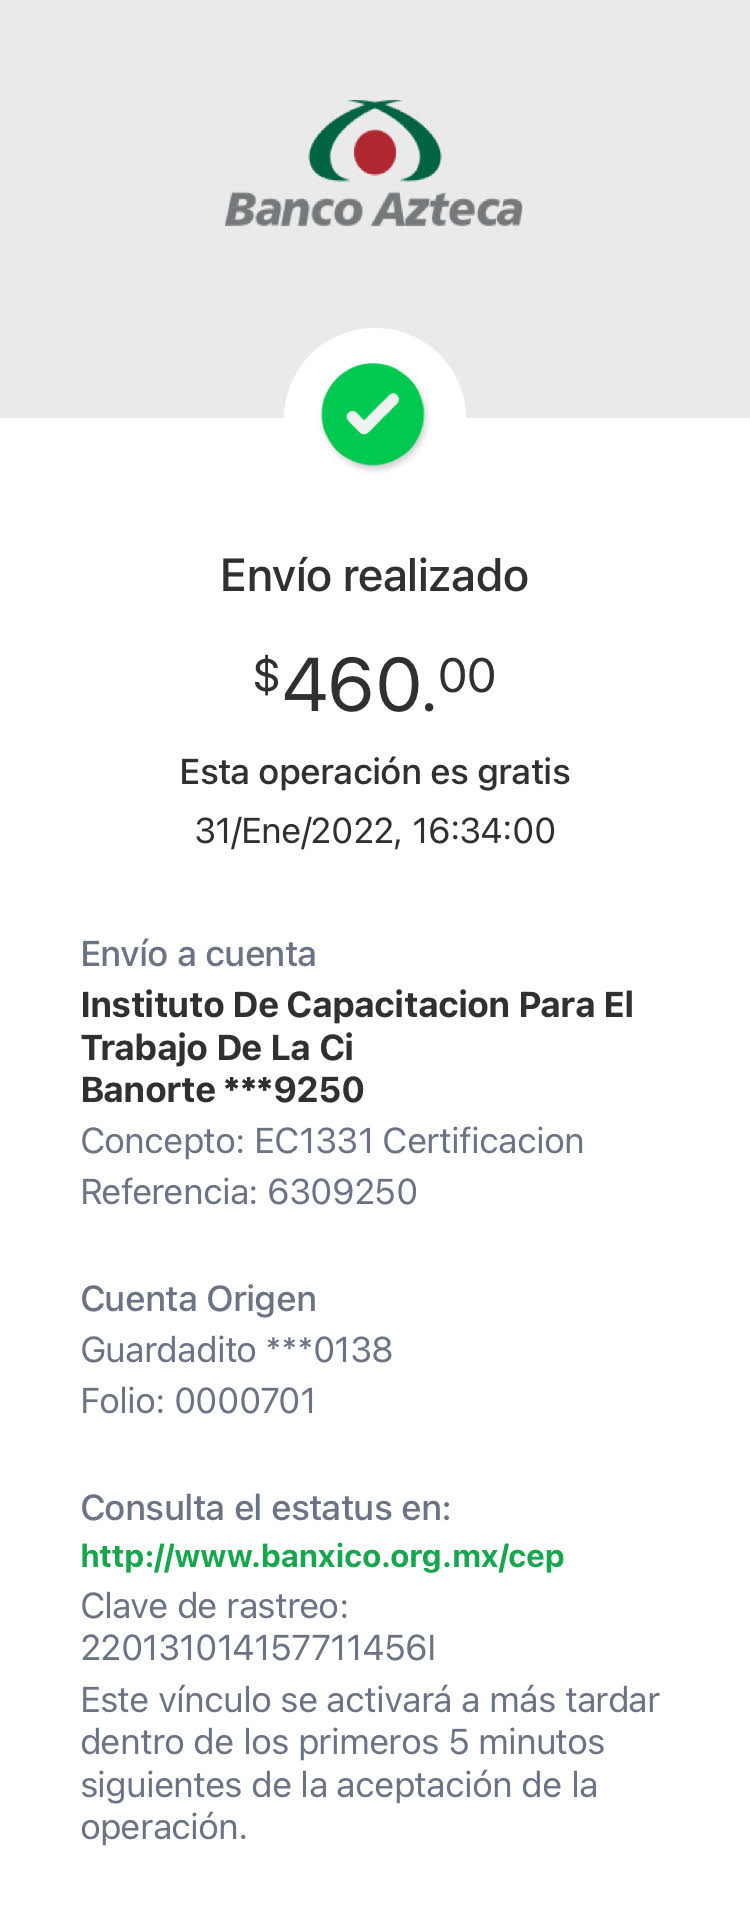 Banco Azteca
Envío realizado
$460.00
Esta operación es gratis
31/Ene/2022, 16:34:00
Envío a cuenta
Instituto De Capacitacion Para El
Trabajo De La Ci
Banorte ***9250
Concepto: EC1331 Certificacion
Referencia: 6309250
Cuenta Origen
Guardadito ***0138
Folio: 0000701
Consulta el estatus en:
http://www.banxico.org.mx/cep
Clave de rastreo:
220131014157711456I
Este vínculo se activará a más tardar
dentro de los primeros 5 minutos
siguientes de la aceptación de la
operación.